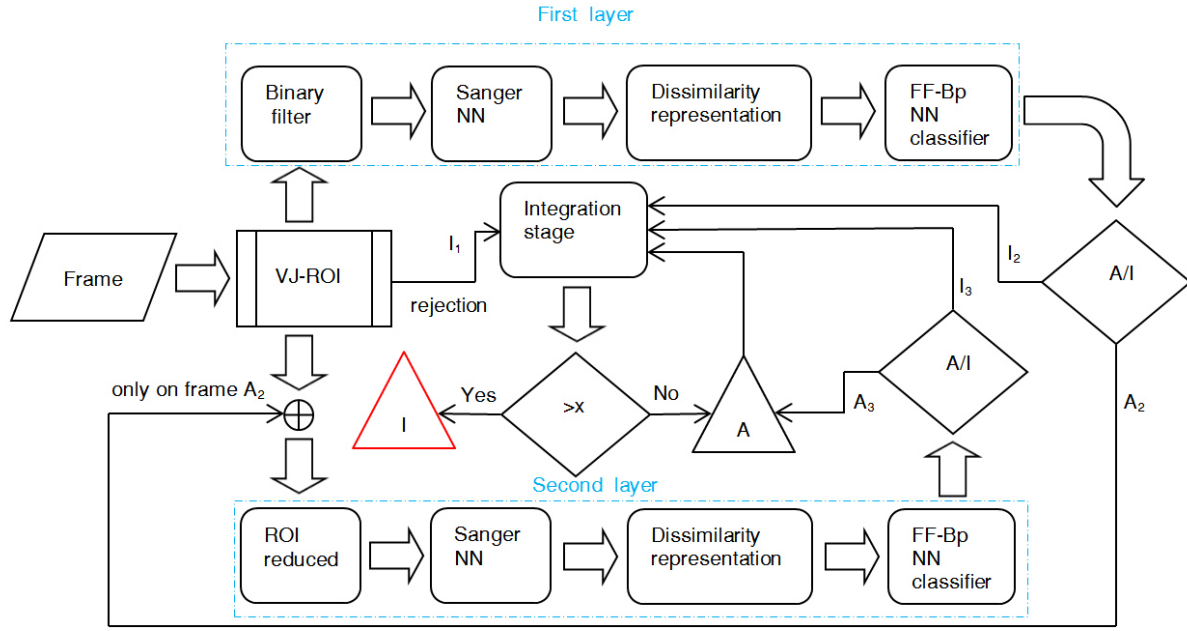 First layer
Binary
filter
Sanger
NN
Dissimilarity
representation
FF-Bp
NN
classifier
Frame
VJ-ROI
I1
rejection
Integration
stage
I2
A/I
I3
only on frame A2
Yes
>x
No
I
A
A3
A/I
A2
Second layer
ROI
reduced
Sanger
NN
Dissimilarity
representation
FF-Bp
NN
classifier